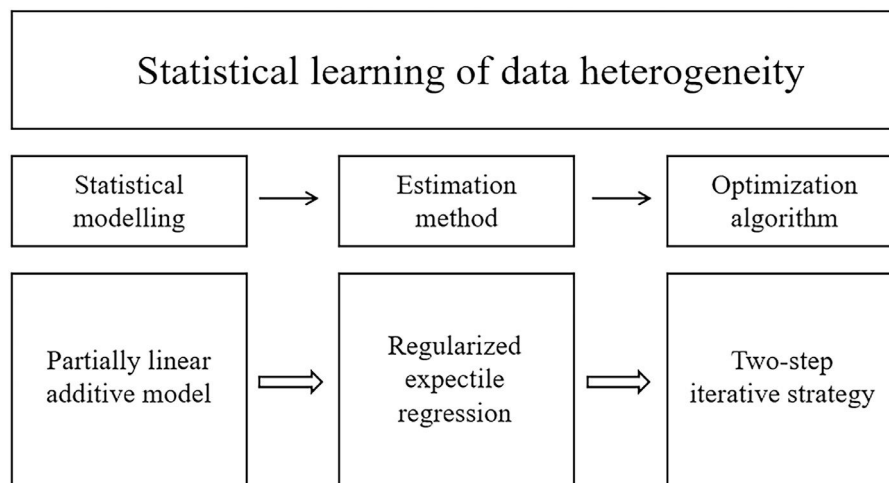 Statistical learning of data heterogeneity
Statistical
modelling
Estimation
method
Optimization
algorithm
Partially linear
additive model
Regularized
expectile
regression
Two-step
iterative strategy